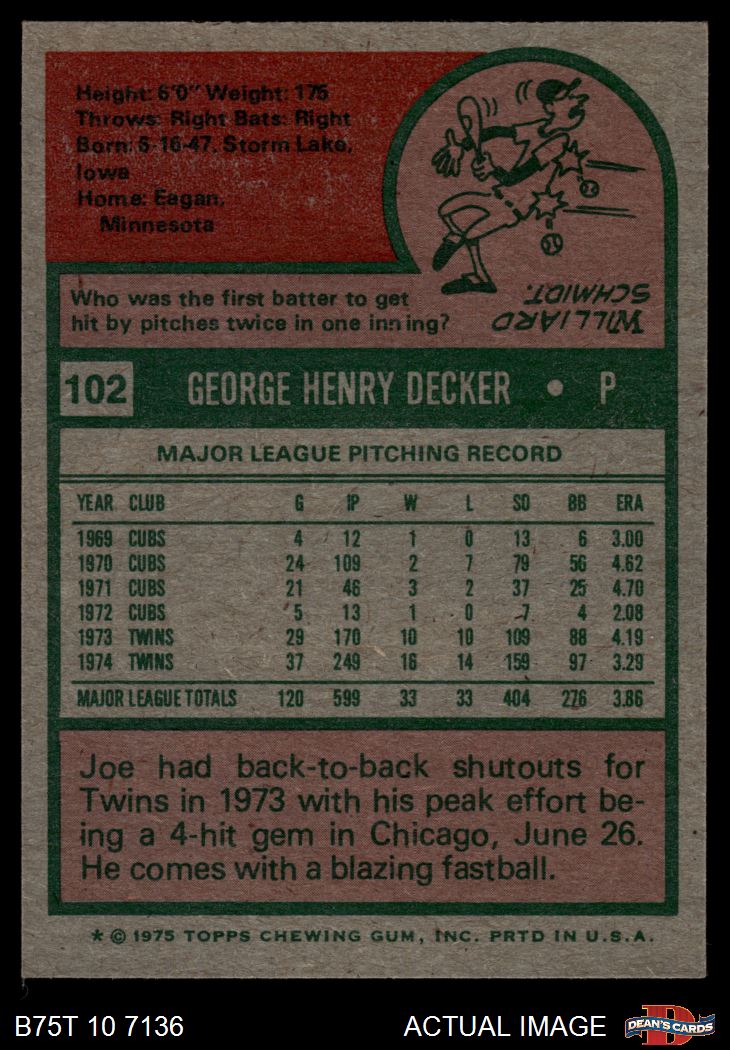 Height: 6'0" Weight: 175
Throws: Right Bats: Right
Born: 6-16-47, Storm Lake,
Iowa
Home: Eagan,
Minnesota
Who was the first batter to get
hit by pitches twice in one inning?
WILLIARD
SCHMIDT.
102 GEORGE HENRY DECKER • P
MAJOR LEAGUE PITCHING RECORD
YEAR CLUB G IP W L SO BB ERA
1969 CUBS 4 12 1 0 13 6 3.00
1970 CUBS 24 109 2 7 79 56 4.62
1971 CUBS 21 46 3 2 37 25 4.70
1972 CUBS 5 13 1 0 7 4 2.08
1973 TWINS 29 170 10 10 109 88 4.19
1974 TWINS 37 249 16 14 159 97 3.29
MAJOR LEAGUE TOTALS 120 599 33 33 404 276 3.86
Joe had back-to-back shutouts for
Twins in 1973 with his peak effort be-
ing a 4-hit gem in Chicago, June 26.
He comes with a blazing fastball.
* © 1975 TOPPS CHEWING GUM, INC. PRTD IN U.S.A.
B75T 10 7136 ACTUAL IMAGE DEAN'S CARDS